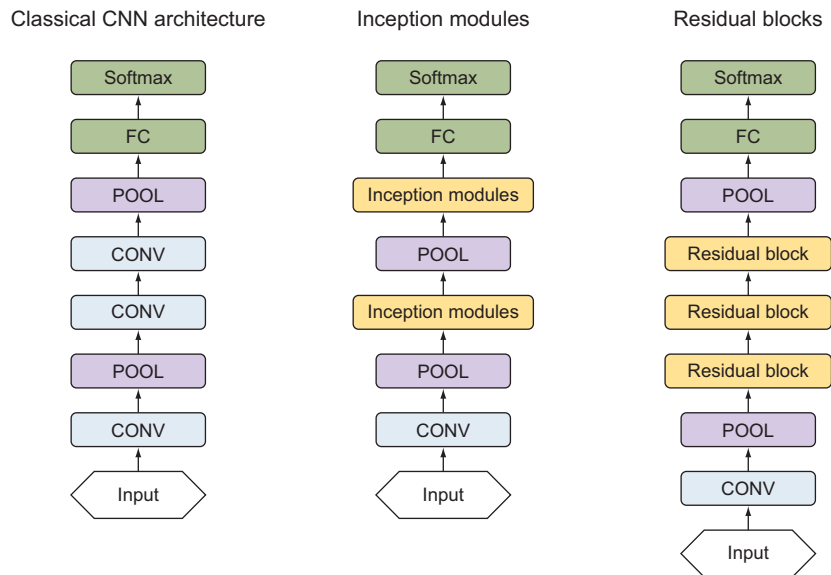 Classical CNN architecture
Softmax
FC
POOL
CONV
CONV
POOL
CONV
Input
Inception modules
Softmax
FC
Inception modules
POOL
Inception modules
POOL
CONV
Input
Residual blocks
Softmax
FC
POOL
Residual block
Residual block
Residual block
POOL
CONV
Input